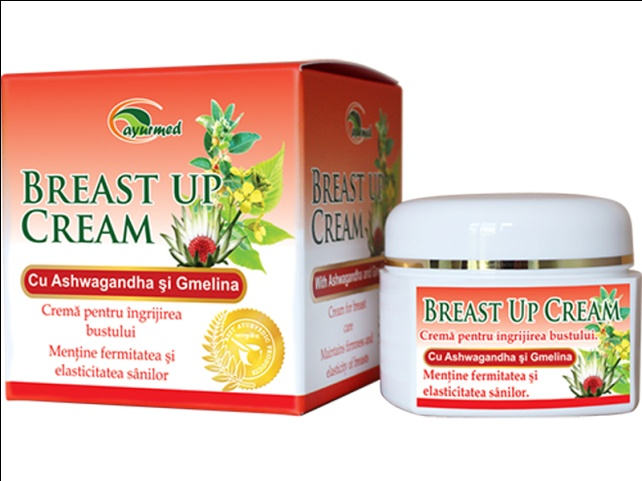 ayurmed
BREAST UP
CREAM
Cu Ashwagandha şi Gmelina
Cremă pentru îngrijirea
bustului
Menţine fermitatea şi
elasticitatea sânilor
BREAST UP
CREAM
With Ashwagandha and
Cream for breast
care
Maintains firmness and
elasticity of breasts
BREAST UP CREAM
Cremă pentru îngrijirea bustului.
Cu Ashwagandha şi Gmelina
Menţine fermitatea şi
elasticitatea sânilor.